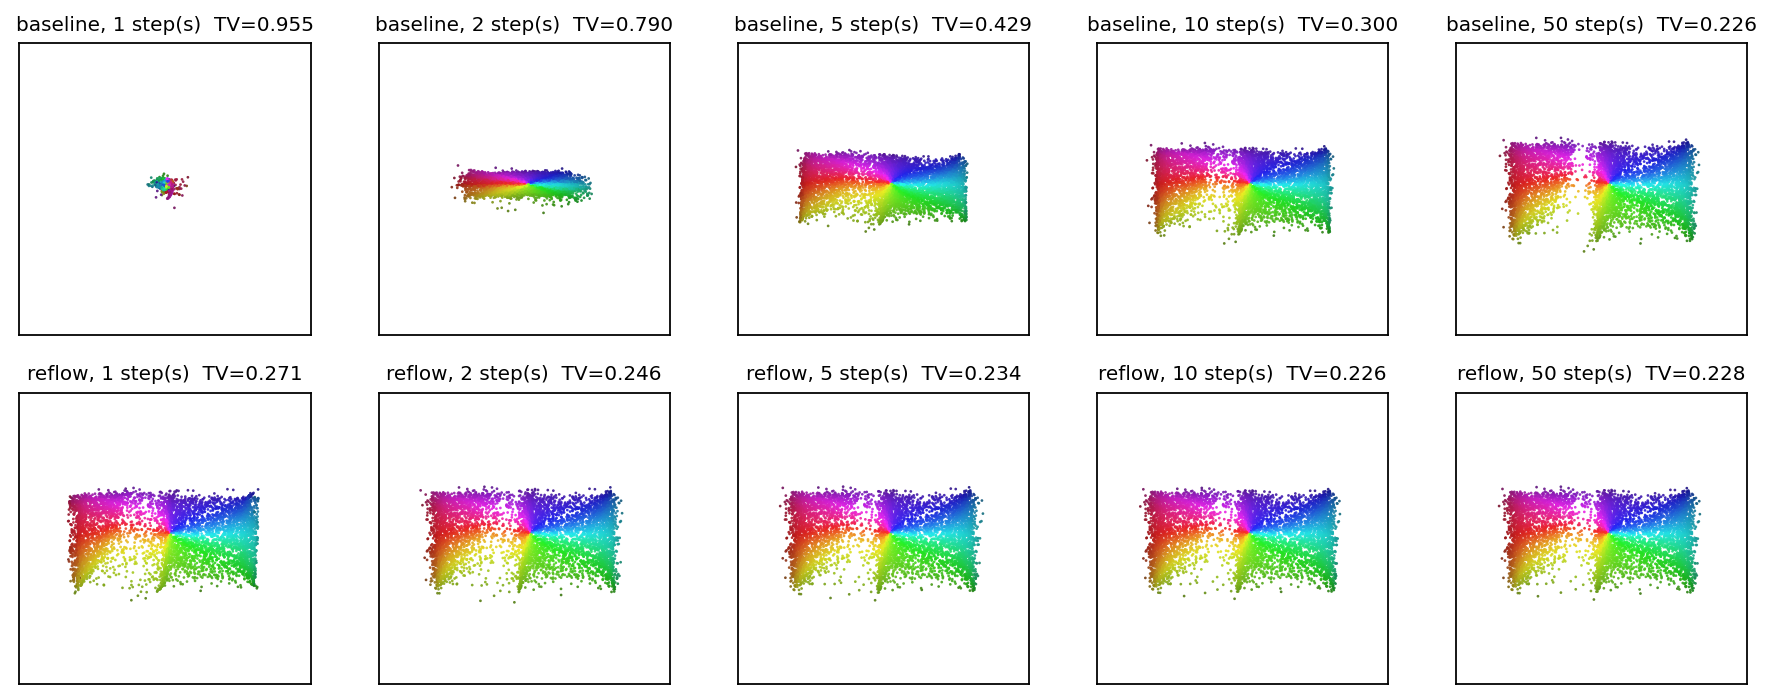 baseline, 1 step(s)  TV=0.955
baseline, 2 step(s)  TV=0.790
baseline, 5 step(s)  TV=0.429
baseline, 10 step(s)  TV=0.300
baseline, 50 step(s)  TV=0.226
reflow, 1 step(s)  TV=0.271
reflow, 2 step(s)  TV=0.246
reflow, 5 step(s)  TV=0.234
reflow, 10 step(s)  TV=0.226
reflow, 50 step(s)  TV=0.228